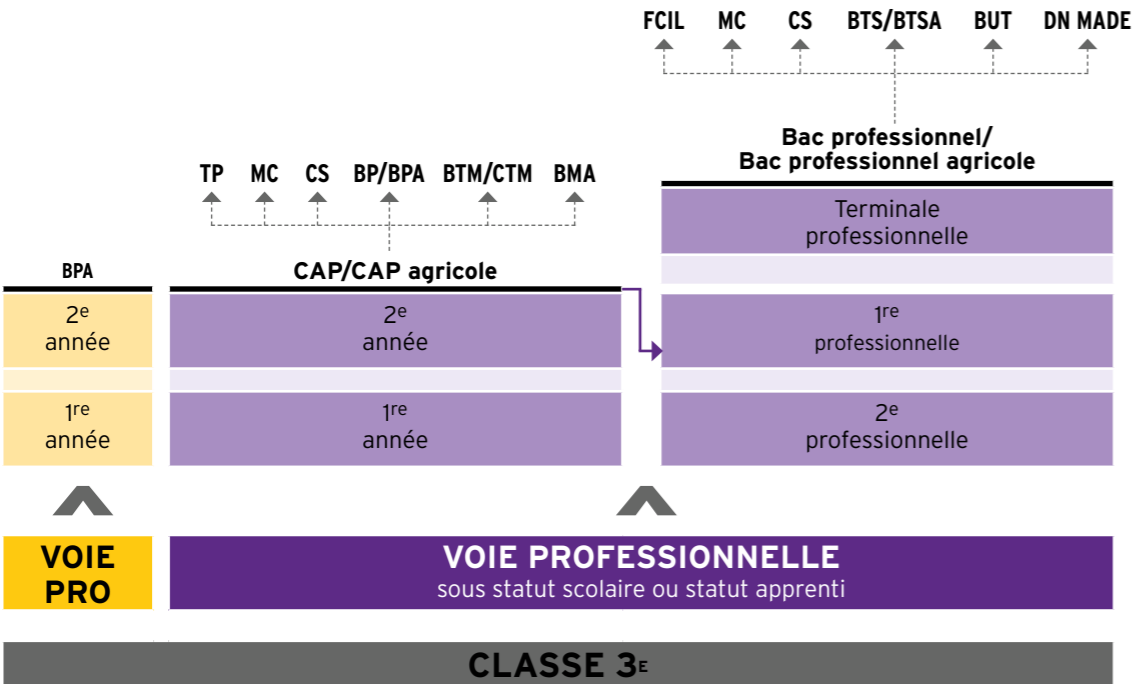 FCIL MC CS BTS/BTSA BUT DN MADE
Bac professionnel/
Bac professionnel agricole
TP MC CS BP/BPA BTM/CTM BMA
Terminale
professionnelle
BPA
CAP/CAP agricole
2e
année
2e
année
1re
professionnelle
1re
année
1re
année
2e
professionnelle
VOIE
PRO
VOIE PROFESSIONNELLE
sous statut scolaire ou statut apprenti
CLASSE 3E